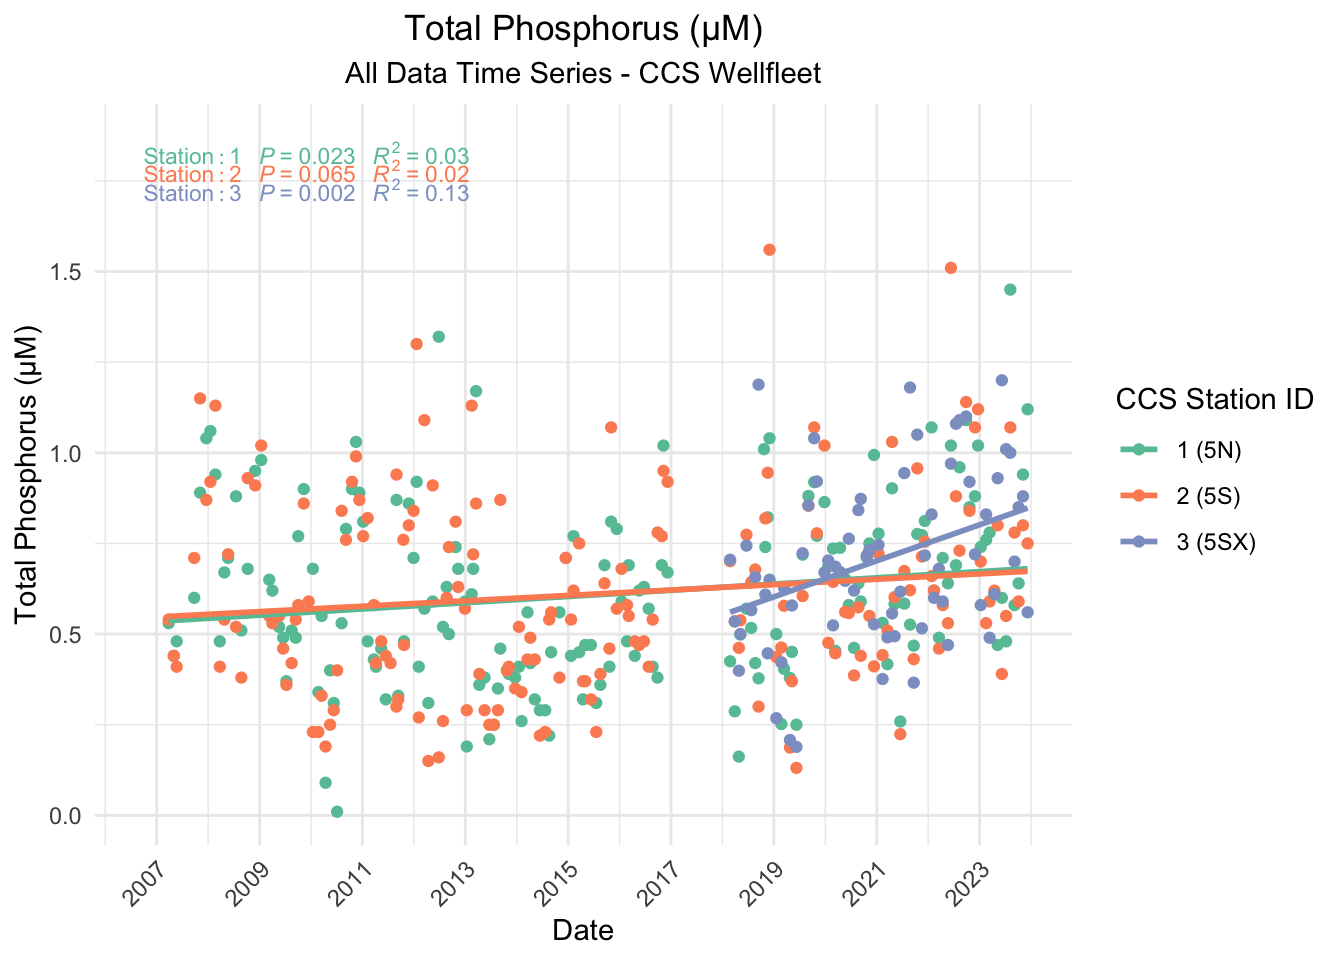 Total Phosphorus (µM)
All Data Time Series - CCS Wellfleet
Station : 1 P = 0.023 R² = 0.03
Station : 2 P = 0.065 R² = 0.02
Station : 3 P = 0.002 R² = 0.13
Total Phosphorus (µM)
1.5
1.0
0.5
0.0
2007 2009 2011 2013 2015 2017 2019 2021 2023
Date
CCS Station ID
1 (5N)
2 (5S)
3 (5SX)